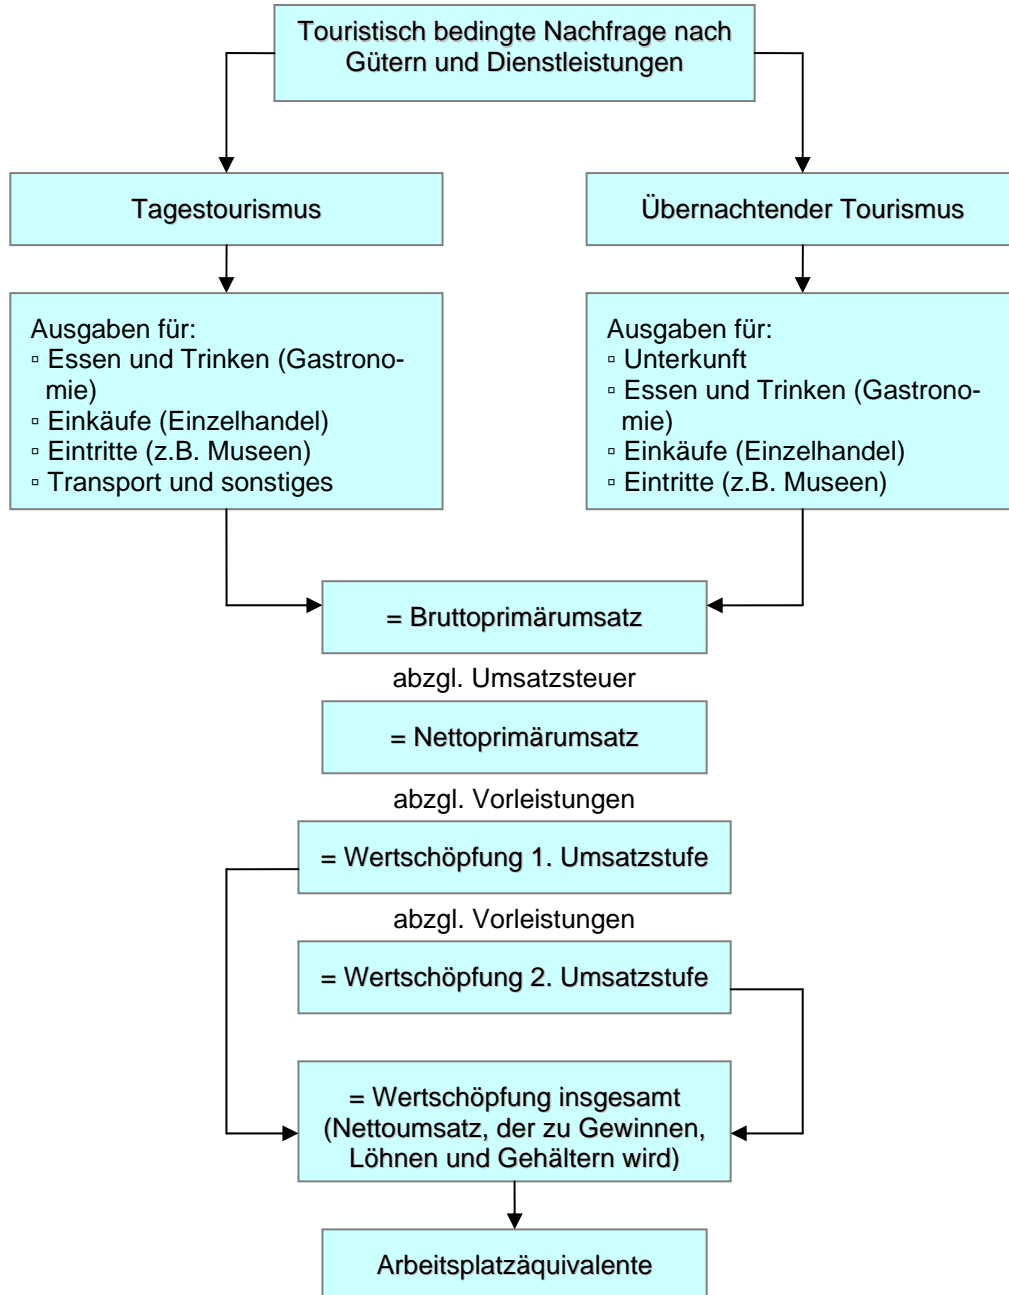 Touristisch bedingte Nachfrage nach
Gütern und Dienstleistungen
Tagestourismus
Übernachtender Tourismus
Ausgaben für:
▫ Essen und Trinken (Gastrono-
mie)
▫ Einkäufe (Einzelhandel)
▫ Eintritte (z.B. Museen)
▫ Transport und sonstiges
Ausgaben für:
▫ Unterkunft
▫ Essen und Trinken (Gastrono-
mie)
▫ Einkäufe (Einzelhandel)
▫ Eintritte (z.B. Museen)
= Bruttoprimärumsatz
abzgl. Umsatzsteuer
= Nettoprimärumsatz
abzgl. Vorleistungen
= Wertschöpfung 1. Umsatzstufe
abzgl. Vorleistungen
= Wertschöpfung 2. Umsatzstufe
= Wertschöpfung insgesamt
(Nettoumsatz, der zu Gewinnen,
Löhnen und Gehältern wird)
Arbeitsplatzäquivalente